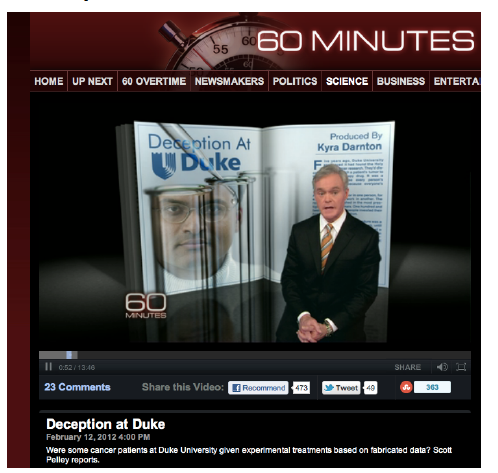 55
60
60 MINUTES
HOME UP NEXT 60 OVERTIME NEWSMAKERS POLITICS SCIENCE BUSINESS ENTERTA
Deception At
Duke
Produced By
Kyra Darnton
60
MINUTES
0:52 / 13:46 SHARE
23 Comments Share this Video: Recommend 473 Tweet 49 363
Deception at Duke
February 12, 2012 4:00 PM
Were some cancer patients at Duke University given experimental treatments based on fabricated data? Scott
Pelley reports.